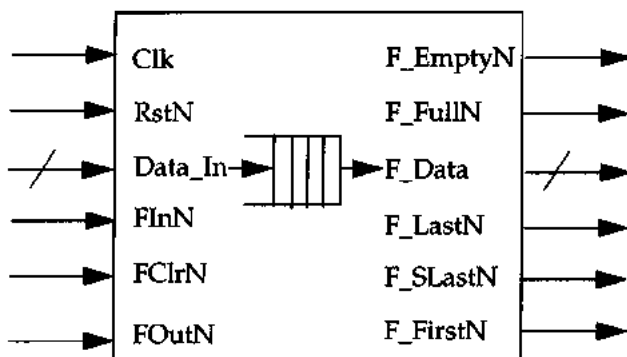 Clk
RstN
Data_In
FInN
FClrN
FOutN
F_EmptyN
F_FullN
F_Data
F_LastN
F_SLastN
F_FirstN